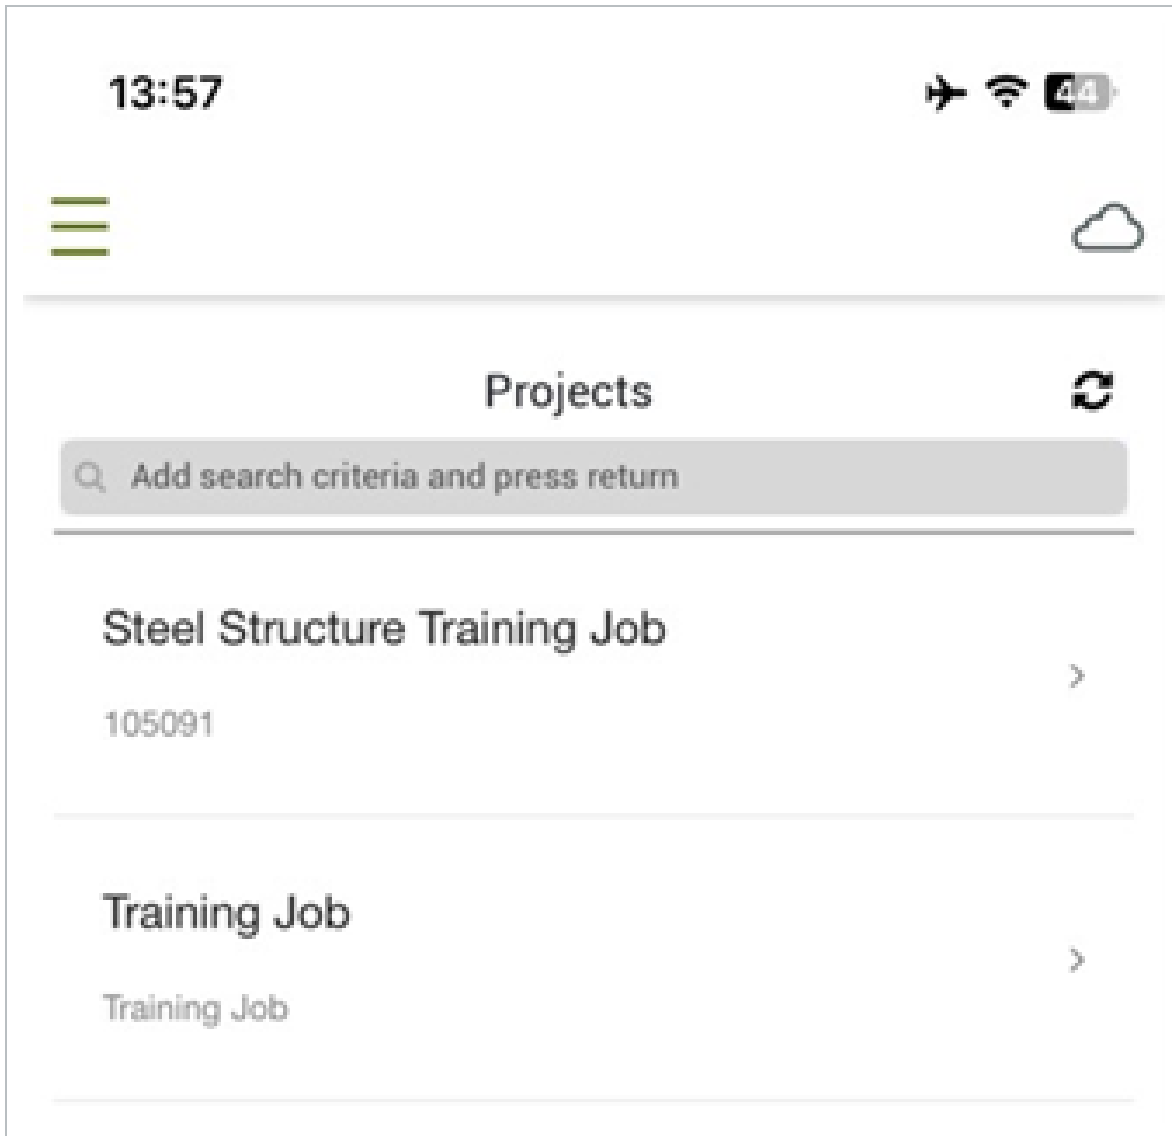 13:57
44
Projects
Add search criteria and press return
Steel Structure Training Job
105091
Training Job
Training Job